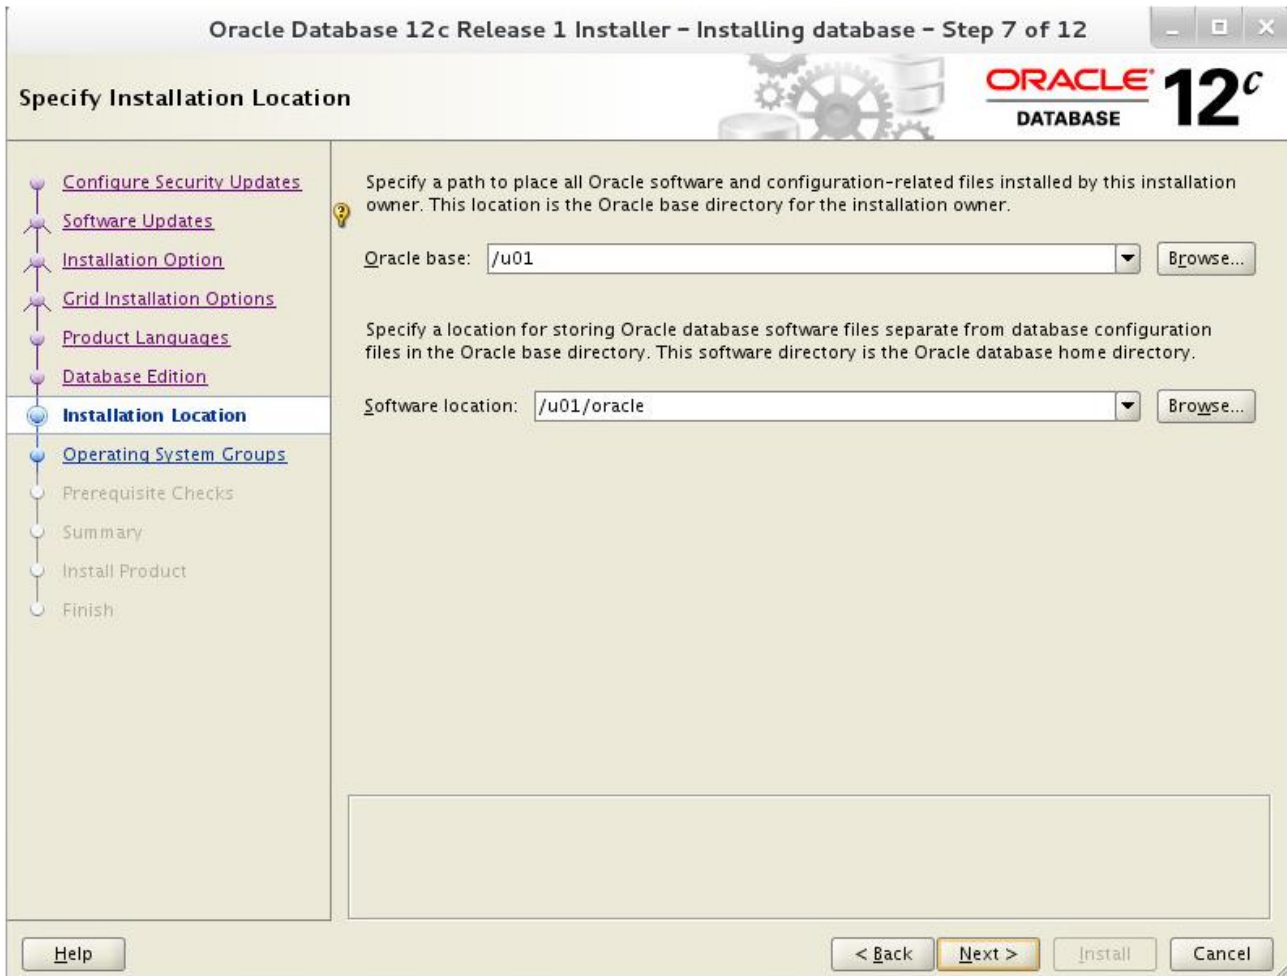 Oracle Database 12c Release 1 Installer - Installing database - Step 7 of 12
Specify Installation Location
ORACLE
DATABASE
12c
Configure Security Updates
Software Updates
Installation Option
Grid Installation Options
Product Languages
Database Edition
Installation Location
Operating System Groups
Prerequisite Checks
Summary
Install Product
Finish
Specify a path to place all Oracle software and configuration-related files installed by this installation
owner. This location is the Oracle base directory for the installation owner.
Oracle base: /u01 Browse...
Specify a location for storing Oracle database software files separate from database configuration
files in the Oracle base directory. This software directory is the Oracle database home directory.
Software location: /u01/oracle Browse...
Help < Back Next > Install Cancel